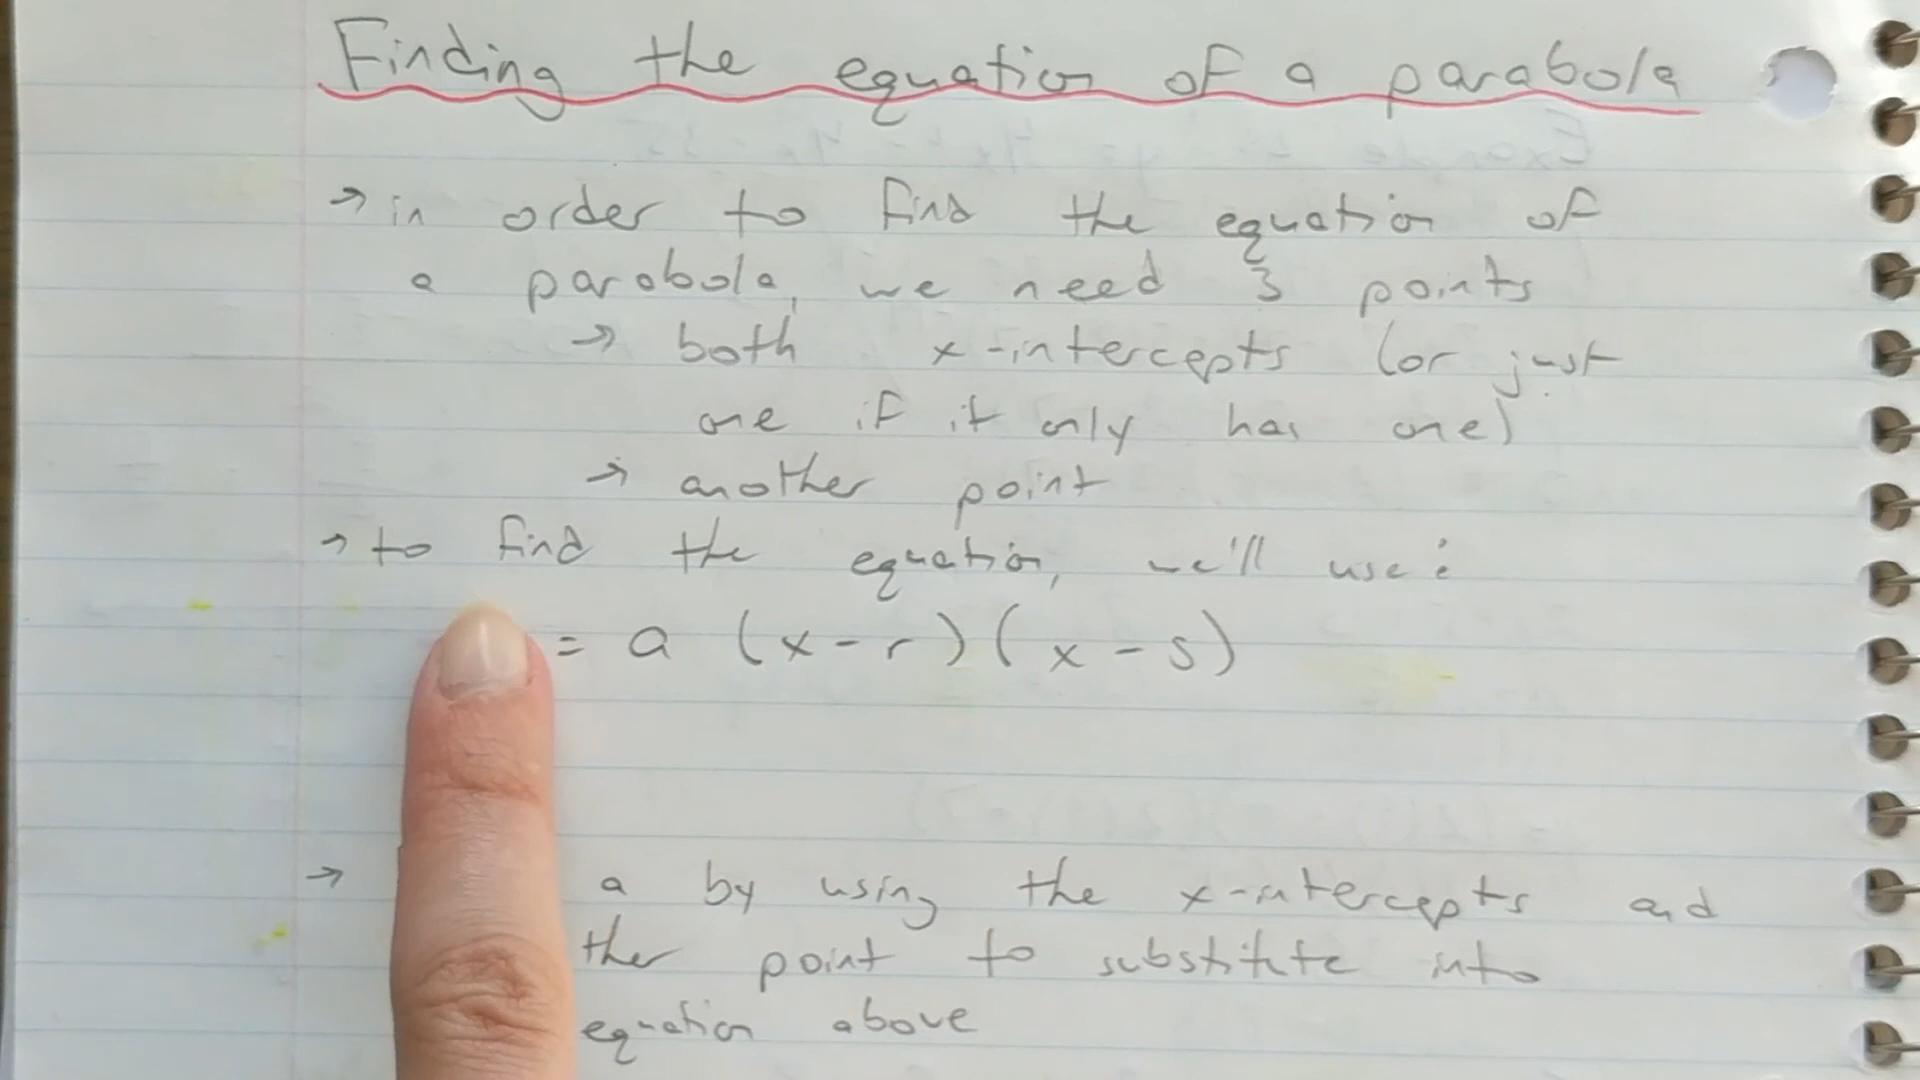 Finding the equation of a parabola
→ in order to find the equation of
a parabola, we need 3 points
→ both x-intercepts (or just
one if it only has one)
→ another point
→ to find the equation, we'll use:
= a (x-r)(x-s)
→ a by using the x-intercepts and
ther point to substitute into
equation above